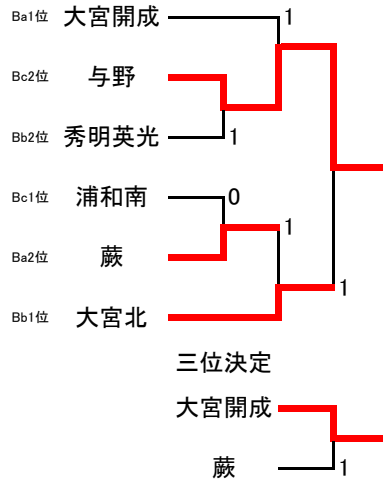 Ba1位 大宮開成 1
Bc2位 与野
Bb2位 秀明英光 1
Bc1位 浦和南 0
1
Ba2位 蕨
1
Bb1位 大宮北
三位決定
大宮開成
蕨 1